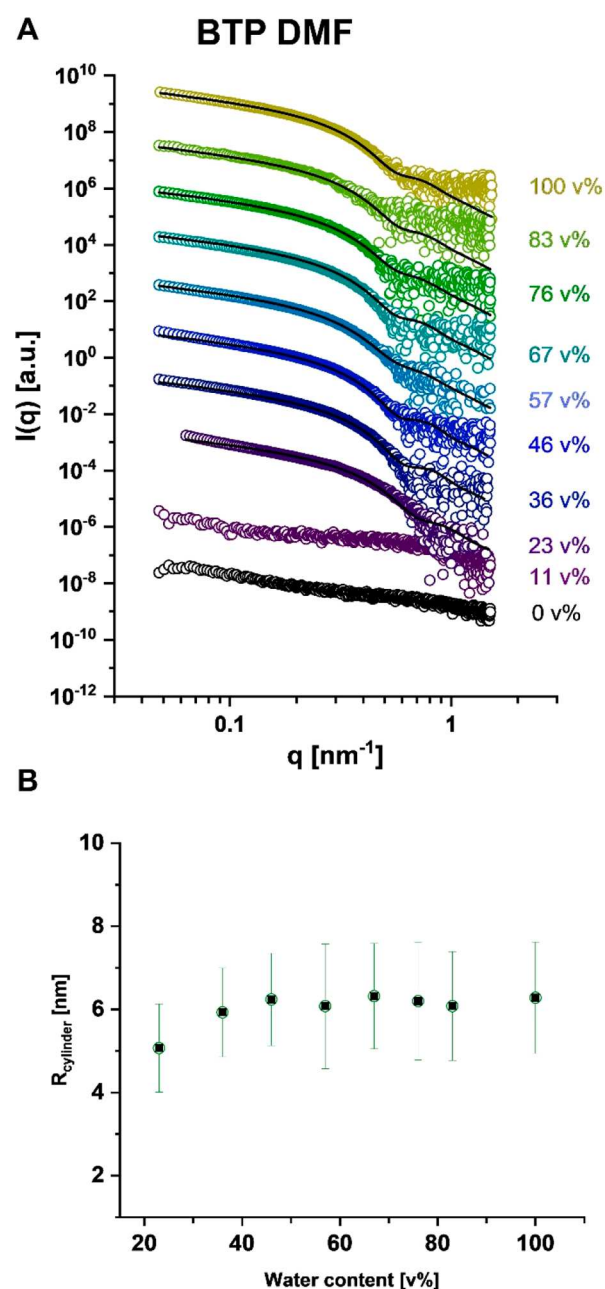 A
BTP DMF
10^10
10^8
10^6
10^4
10^2
10^0
10^-2
10^-4
10^-6
10^-8
10^-10
10^-12
I(q) [a.u.]
100 v%
83 v%
76 v%
67 v%
57 v%
46 v%
36 v%
23 v%
11 v%
0 v%
0.1
1
q [nm^-1]
B
10
8
6
4
2
R_cylinder [nm]
20
40
60
80
100
Water content [v%]